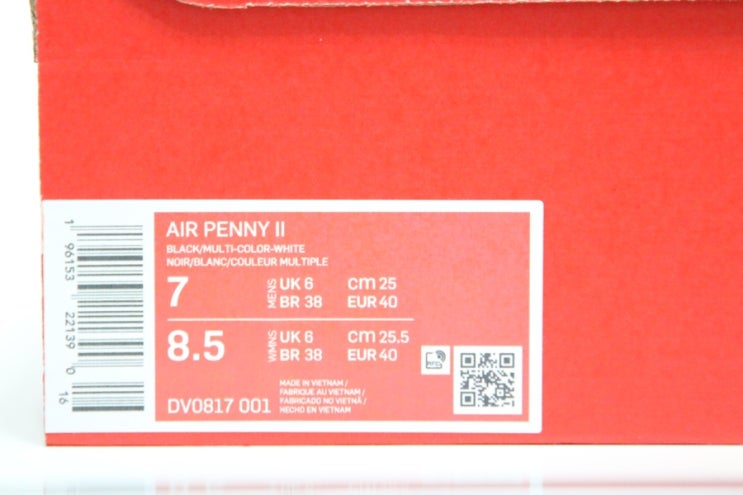 AIR PENNY II
BLACK/MULTI-COLOR-WHITE
NOIR/BLANC/COULEUR MULTIPLE
7 MENS UK 6 cm 25
BR 38 EUR 40
8.5 WMNS UK 6 cm 25.5
BR 38 EUR 40
DV0817 001
MADE IN VIETNAM /
FABRIQUE AU VIETNAM /
FABRICADO NO VIETNÃ /
HECHO EN VIETNAM
1 96153 22139 0 16